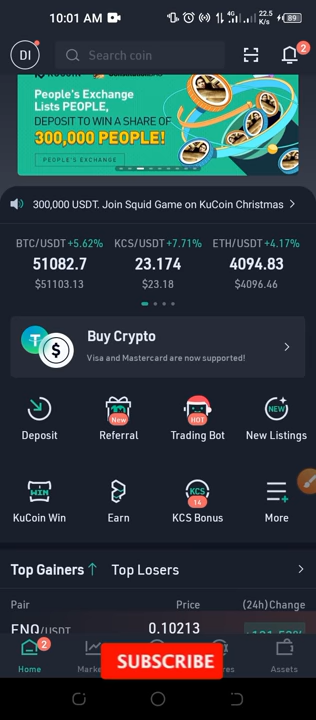 10:01 AM
4G
22.5
K/s
89
DI
Search coin
2
People's Exchange
Lists PEOPLE,
DEPOSIT TO WIN A SHARE OF
300,000 PEOPLE!
PEOPLE'S EXCHANGE
300,000 USDT. Join Squid Game on KuCoin Christmas
BTC/USDT +5.62% KCS/USDT +7.71% ETH/USDT +4.17%
51082.7 23.174 4094.83
$51103.13 $23.18 $4096.46
Buy Crypto
Visa and Mastercard are now supported!
New HOT NEW
Deposit Referral Trading Bot New Listings
WIN KCS
14
KuCoin Win Earn KCS Bonus More
Top Gainers Top Losers
Pair Price (24h)Change
/USDT 0.10213
2
Home Assets
SUBSCRIBE